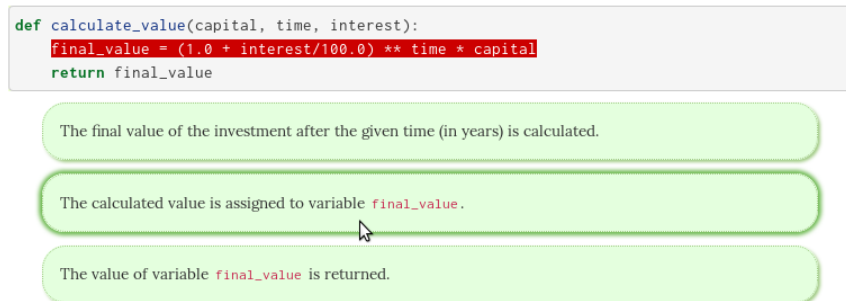 def calculate_value(capital, time, interest):
    final_value = (1.0 + interest/100.0) ** time * capital
    return final_value
The final value of the investment after the given time (in years) is calculated.
The calculated value is assigned to variable final_value.
The value of variable final_value is returned.